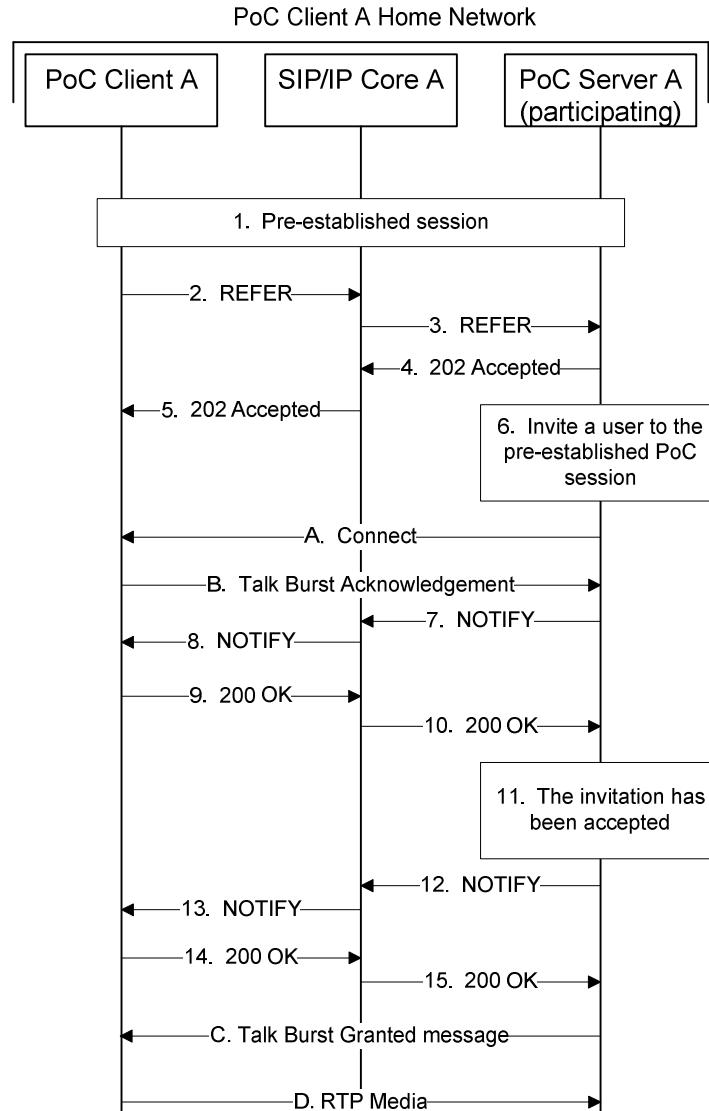 PoC Client A Home Network
PoC Client A
SIP/IP Core A
PoC Server A
(participating)
1. Pre-established session
2. REFER
3. REFER
4. 202 Accepted
5. 202 Accepted
6. Invite a user to the
pre-established PoC
session
A. Connect
B. Talk Burst Acknowledgement
7. NOTIFY
8. NOTIFY
9. 200 OK
10. 200 OK
11. The invitation has
been accepted
12. NOTIFY
13. NOTIFY
14. 200 OK
15. 200 OK
C. Talk Burst Granted message
D. RTP Media